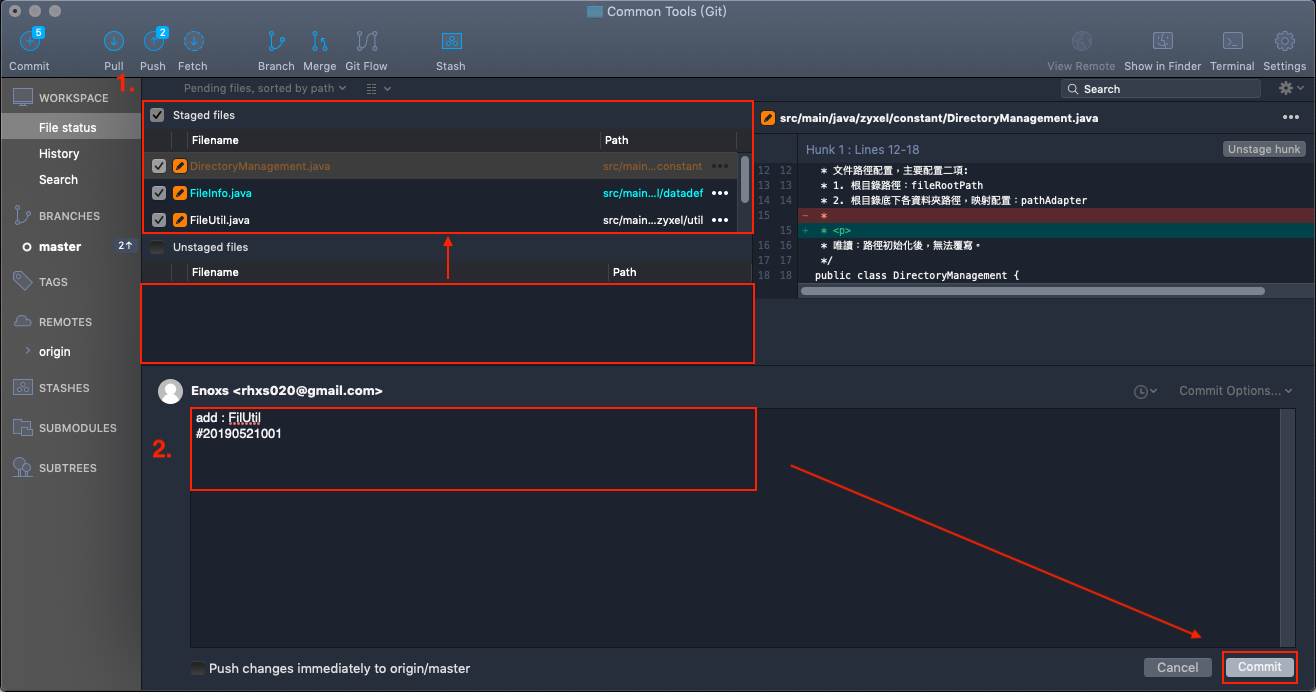 Common Tools (Git)
5
2
Commit
Pull
Push
Fetch
Branch
Merge
Git Flow
Stash
View Remote
Show in Finder
Terminal
Settings
1.
WORKSPACE
File status
History
Search
BRANCHES
master
2↑
TAGS
REMOTES
origin
STASHES
SUBMODULES
SUBTREES
Pending files, sorted by path
Search
Staged files
Filename Path
DirectoryManagement.java src/main...constant •••
FileInfo.java src/main...l/datadef •••
FileUtil.java src/main...zyxel/util •••
Unstaged files
Filename Path
src/main/java/zyxel/constant/DirectoryManagement.java •••
Hunk 1 : Lines 12-18 Unstage hunk
12 12 * 文件路徑配置，主要配置二項:
13 13 * 1. 根目錄路徑：fileRootPath
14 14 * 2. 根目錄底下各資料夾路徑，映射配置：pathAdapter
15 - *
15 + * <p>
16 16 * 唯讀：路徑初始化後，無法覆寫。
17 17 */
18 18 public class DirectoryManagement {
Enoxs <rhxs020@gmail.com>
Commit Options...
2.
add : FilUtil
#20190521001
Push changes immediately to origin/master
Cancel
Commit